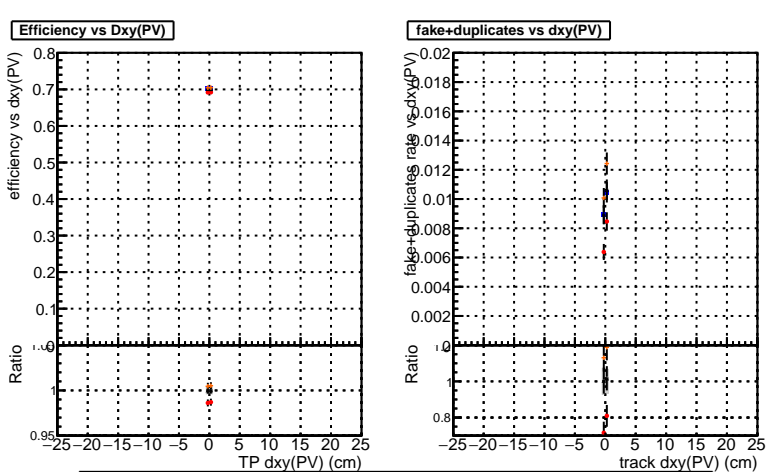 Efficiency vs Dxy(PV)
efficiency vs dxy(PV)
0.8
0.7
0.6
0.5
0.4
0.3
0.2
0.1
0
Ratio
1
0.95
−25 −20 −15 −10 −5 0 5 10 15 20 25
TP dxy(PV) (cm)
fake+duplicates vs dxy(PV)
fake+duplicates rate vs dxy(PV)
0.02
0.018
0.016
0.014
0.012
0.01
0.008
0.006
0.004
0.002
0
Ratio
1
0.8
−25 −20 −15 −10 −5 0 5 10 15 20 25
track dxy(PV) (cm)